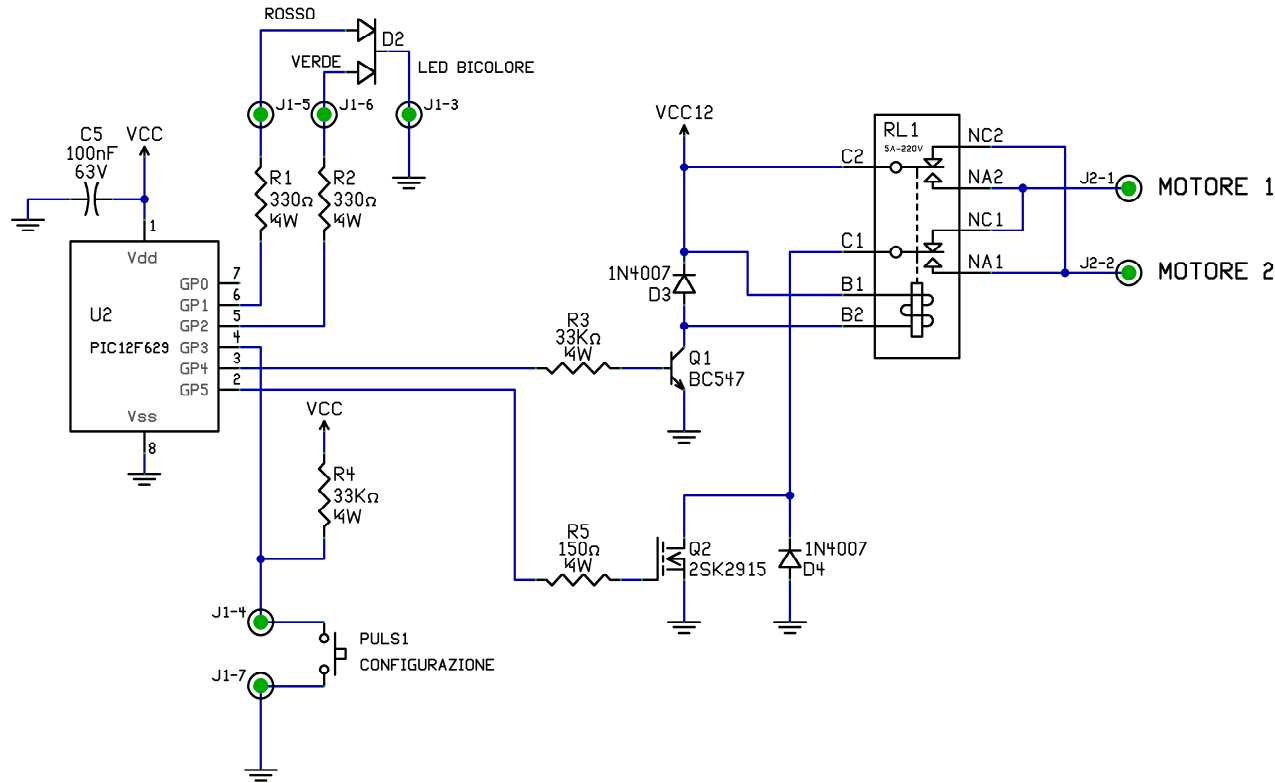 ROSSO
D2
VERDE
LED BICOLORE
J1-5
J1-6
J1-3
C5
100nF
63V
VCC
R1
330Ω
¼W
R2
330Ω
¼W
1
Vdd
U2
PIC12F629
GP0
7
GP1
6
GP2
5
GP3
4
GP4
3
GP5
2
Vss
8
VCC
R4
33KΩ
¼W
J1-4
PULS1
CONFIGURAZIONE
J1-7
R3
33KΩ
¼W
Q1
BC547
R5
150Ω
¼W
Q2
2SK2915
1N4007
D4
VCC12
1N4007
D3
C2
C1
B1
B2
RL1
5A-220V
NC2
NA2
NC1
NA1
J2-1
MOTORE 1
J2-2
MOTORE 2